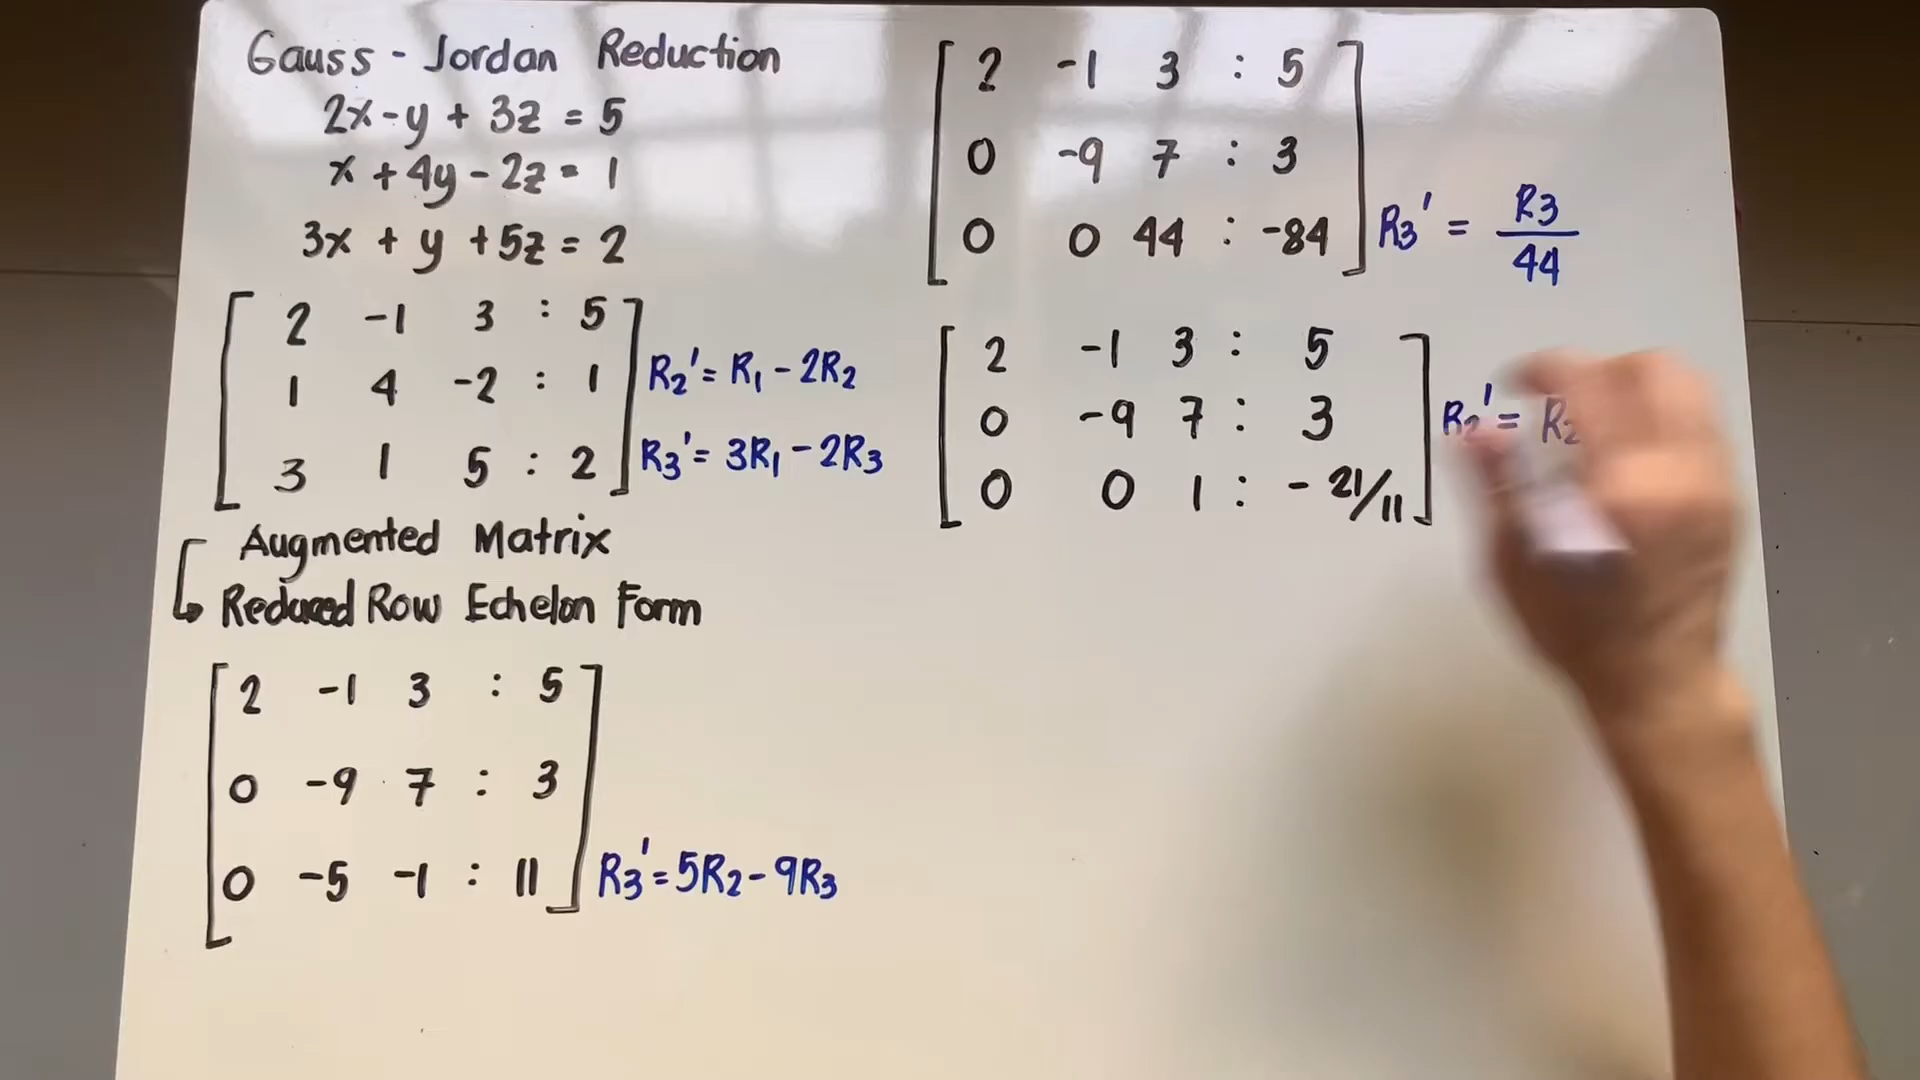 Gauss - Jordan Reduction
2x - y + 3z = 5
x + 4y - 2z = 1
3x + y + 5z = 2
2 -1 3 : 5
1 4 -2 : 1 R2' = R1 - 2R2
3 1 5 : 2 R3' = 3R1 - 2R3
Augmented Matrix
Reduced Row Echelon Form
2 -1 3 : 5
0 -9 7 : 3
0 -5 -1 : 11 R3' = 5R2 - 9R3
2 -1 3 : 5
0 -9 7 : 3
0 0 44 : -84 R3' = R3/44
2 -1 3 : 5
0 -9 7 : 3 R2' = R2
0 0 1 : -21/11